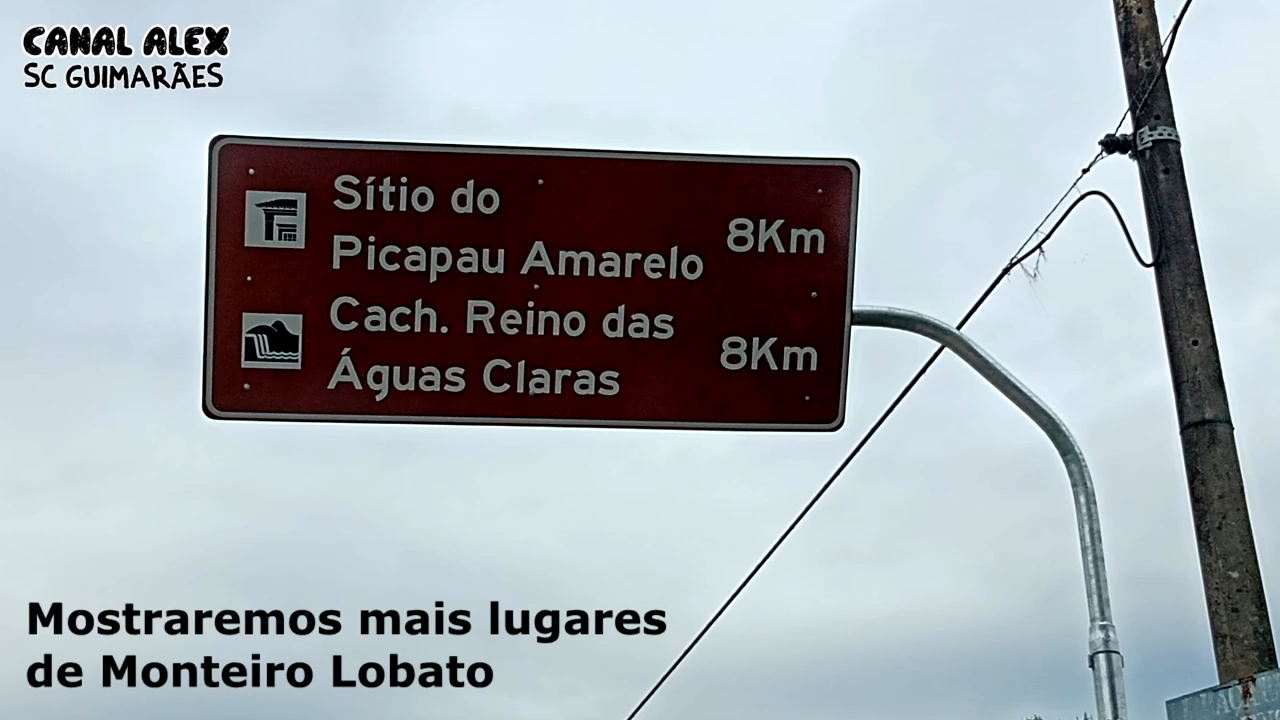 CANAL ALEX
SC GUIMARÃES
Sítio do
Picapau Amarelo
8Km
Cach. Reino das
Águas Claras
8Km
Mostraremos mais lugares
de Monteiro Lobato